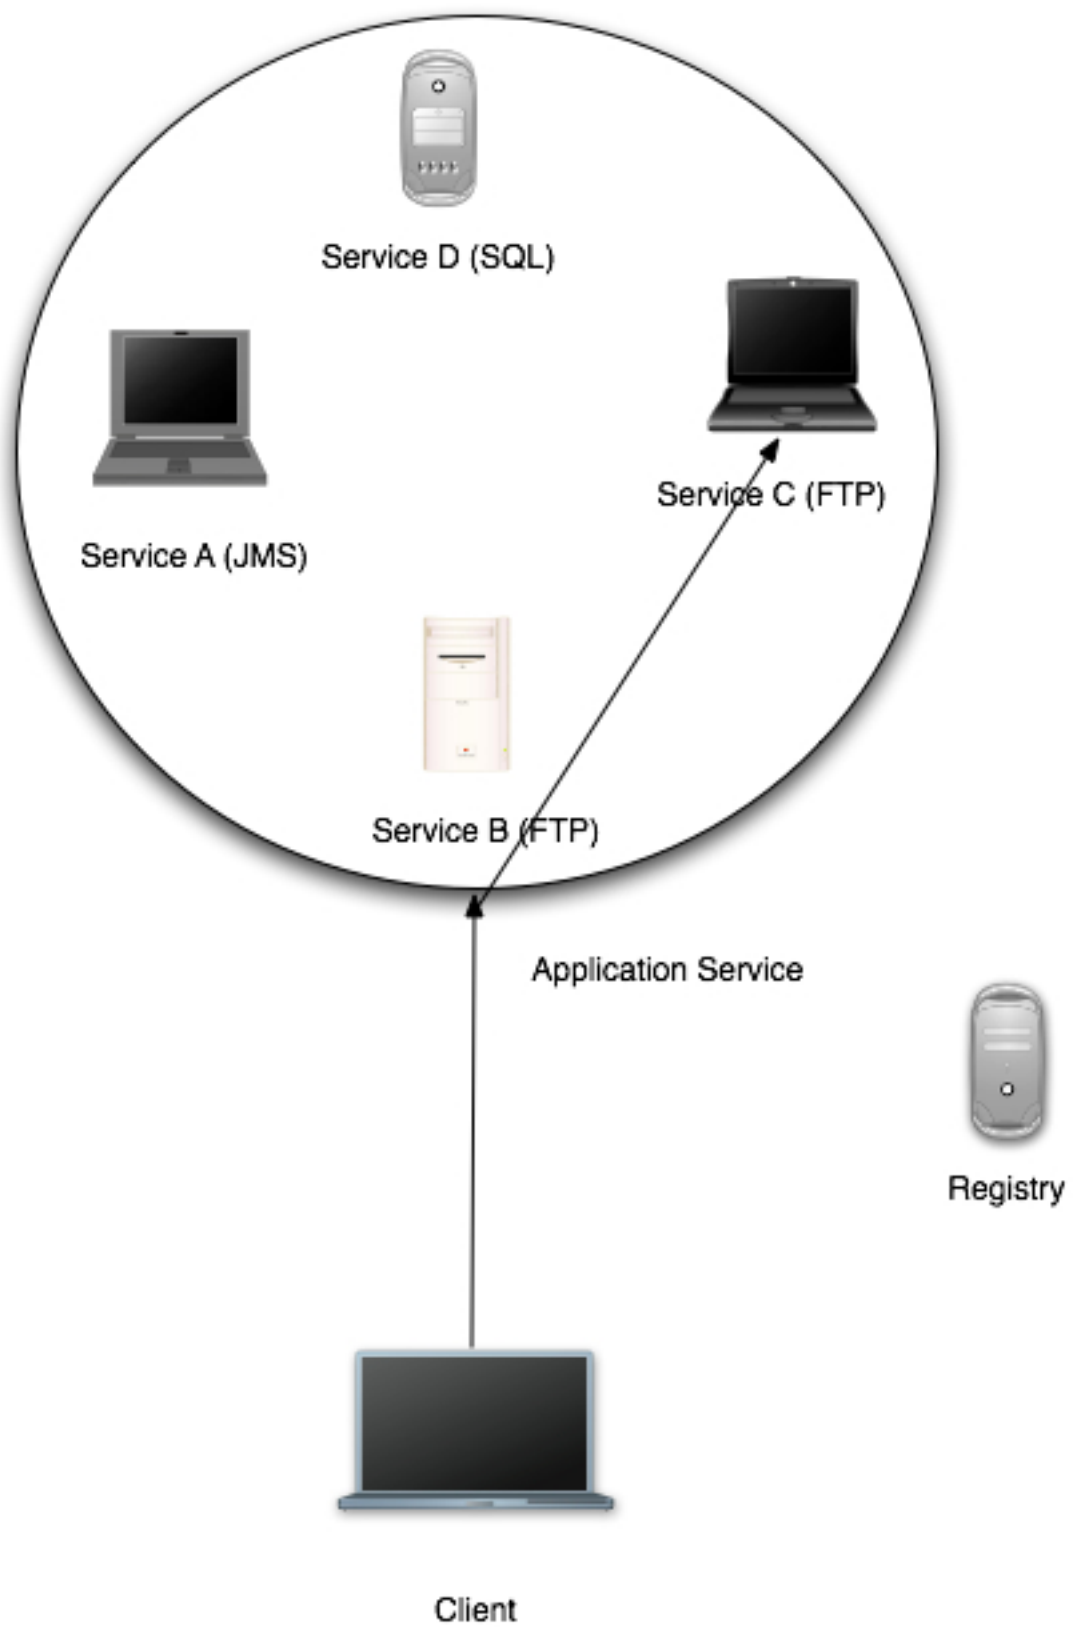 Service D (SQL)
Service C (FTP)
Service A (JMS)
Service B (FTP)
Application Service
Registry
Client